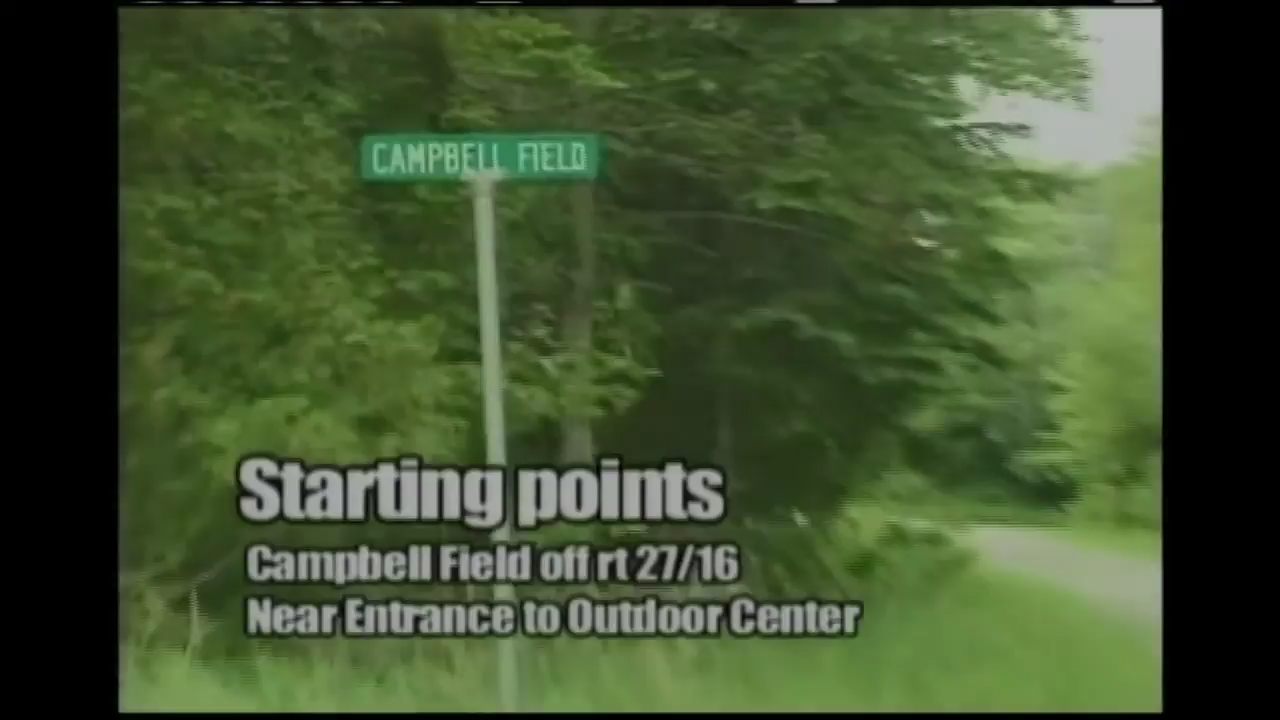 CAMPBELL FIELD
Starting points
Campbell Field off rt 27/16
Near Entrance to Outdoor Center